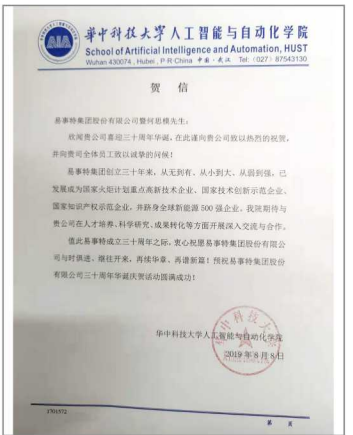 AIA
華中科技大学人工智能与自动化学院
School of Artificial Intelligence and Automation, HUST
Wuhan 430074, Hubei, P R China 中国·武汉 Tel: (027) 87543130
贺 信
易事特集团股份有限公司暨何思模先生:
欣闻贵公司喜迎三十周年华诞,在此谨向贵公司致以热烈的祝贺,
并向贵司全体员工致以诚挚的问候!
易事特集团创立三十年来,从无到有、从小到大、从弱到强,已
发展成为国家火炬计划重点高新技术企业、国家技术创新示范企业、
国家知识产权示范企业,并跻身全球新能源 500 强企业。我院期待与
贵公司在人才培养、科学研究、成果转化等方面开展深入交流与合作。
值此易事特成立三十周年之际,衷心祝愿易事特集团股份有限公
司与时俱进、继往开来,再续华章、再谱新篇!预祝易事特集团股份
有限公司三十周年华诞庆贺活动圆满成功!
华中科技大学人工智能与自动化学院
2019 年 8 月 8 日
1701572
第 页